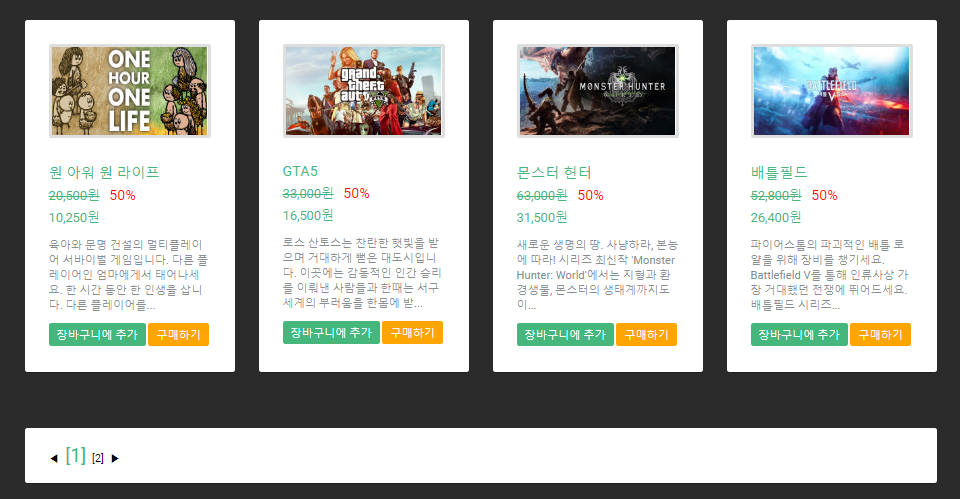 ONE
HOUR
ONE
LIFE
원 아워 원 라이프
20,500원 50%
10,250원
육아와 문명 건설의 멀티플레이
어 서바이벌 게임입니다. 다른 플
레이어인 엄마에게서 태어나세
요. 한 시간 동안 한 인생을 삽니
다. 다른 플레이어를...
장바구니에 추가 구매하기
grand
theft
auto
GTA5
33,000원 50%
16,500원
로스 산토스는 찬란한 햇빛을 받
으며 거대하게 뻗은 대도시입니
다. 이곳에는 감동적인 인간 승리
를 이뤄낸 사람들과 한때는 서구
세계의 부러움을 한몸에 받...
장바구니에 추가 구매하기
MONSTER HUNTER
몬스터 헌터
63,000원 50%
31,500원
새로운 생명의 땅. 사냥하라, 본능
에 따라! 시리즈 최신작 'Monster
Hunter: World'에서는 지형과 환
경생물, 몬스터의 생태계까지도
이...
장바구니에 추가 구매하기
BATTLEFIELD
배틀필드
52,800원 50%
26,400원
파이어스톰의 파괴적인 배틀 로
얄을 위해 장비를 챙기세요.
Battlefield V를 통해 인류사상 가
장 거대했던 전쟁에 뛰어드세요.
배틀필드 시리즈...
장바구니에 추가 구매하기
◀ [1] [2] ▶